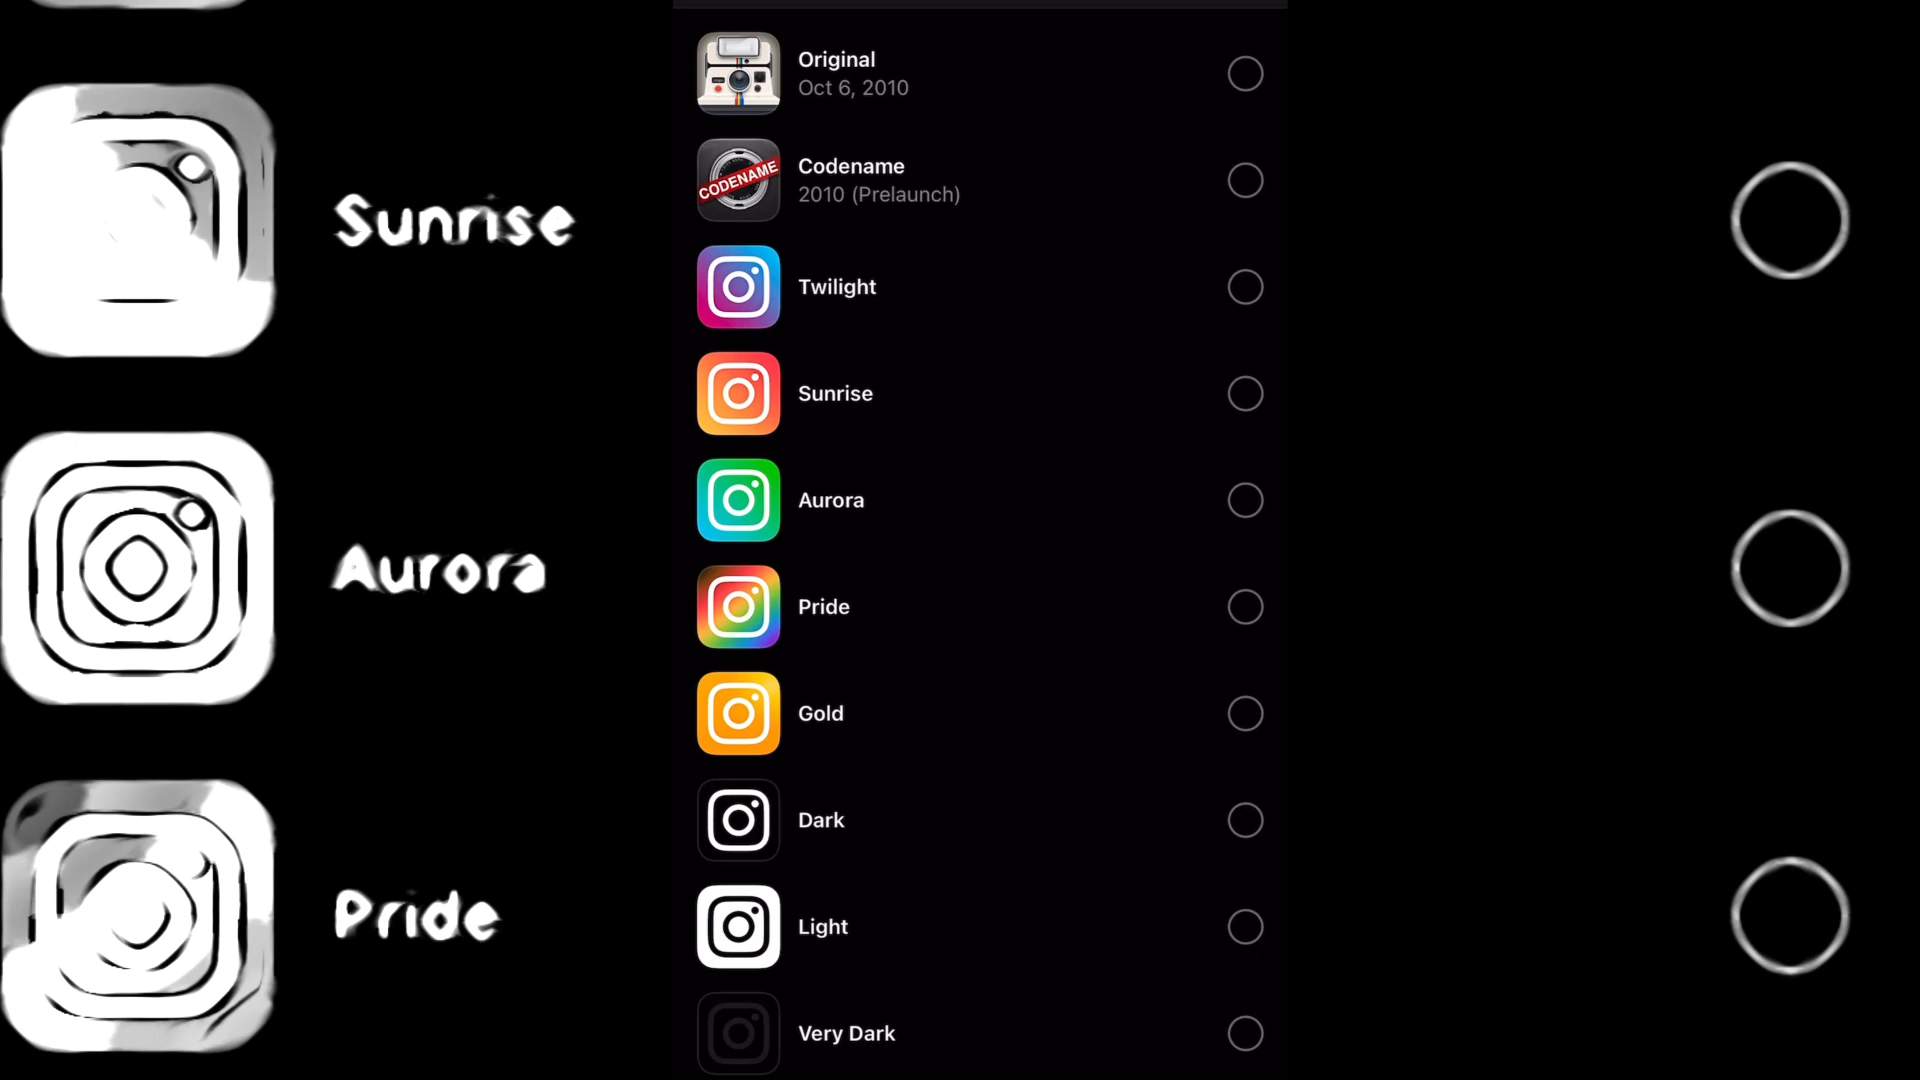 Sunrise
Aurora
Pride
Original
Oct 6, 2010
Codename
2010 (Prelaunch)
CODENAME
Twilight
Sunrise
Aurora
Pride
Gold
Dark
Light
Very Dark